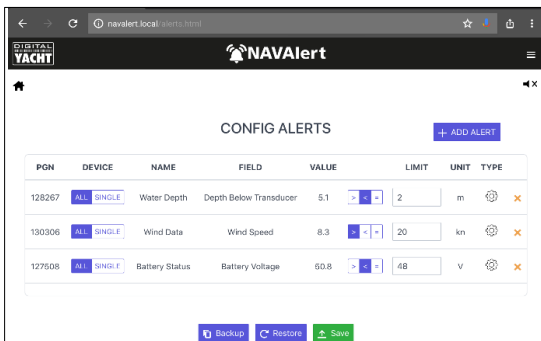 navalert.local/alerts.html
DIGITAL
YACHT
NAVAlert
CONFIG ALERTS
+ ADD ALERT
PGN DEVICE NAME FIELD VALUE LIMIT UNIT TYPE
128267 ALL SINGLE Water Depth Depth Below Transducer 5.1 > < = 2 m
130306 ALL SINGLE Wind Data Wind Speed 8.3 > < = 20 kn
127508 ALL SINGLE Battery Status Battery Voltage 60.8 > < = 48 V
Backup Restore Save